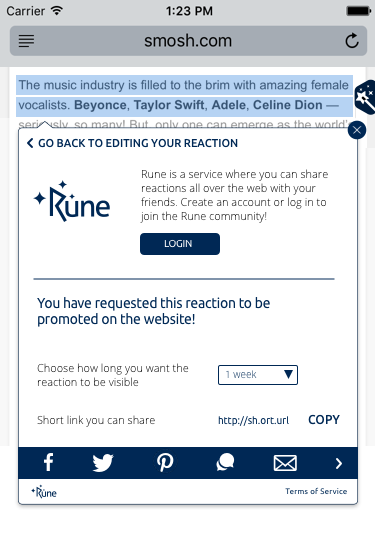 Carrier 1:23 PM
smosh.com
The music industry is filled to the brim with amazing female
vocalists. Beyonce, Taylor Swift, Adele, Celine Dion —
seriously, so many! But, only one can emerge as the world'
GO BACK TO EDITING YOUR REACTION
Rune
Rune is a service where you can share
reactions all over the web with your
friends. Create an account or log in to
join the Rune community!
LOGIN
You have requested this reaction to be
promoted on the website!
Choose how long you want the
reaction to be visible
1 week
Short link you can share http://sh.ort.url COPY
Rune Terms of Service